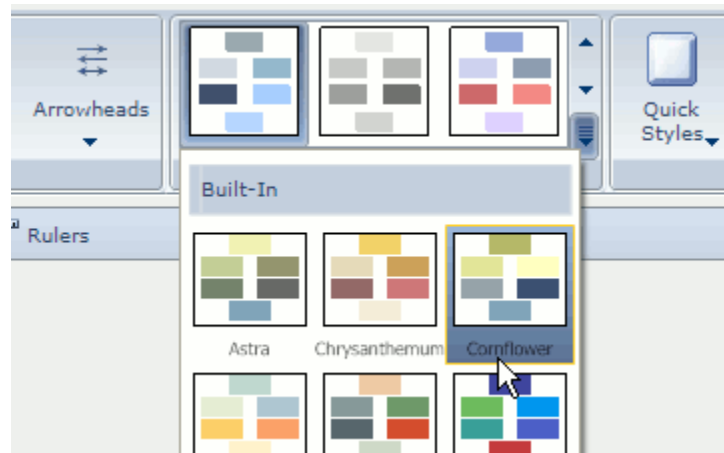 Arrowheads
Quick
Styles
Built-In
Rulers
Astra
Chrysanthemum
Cornflower